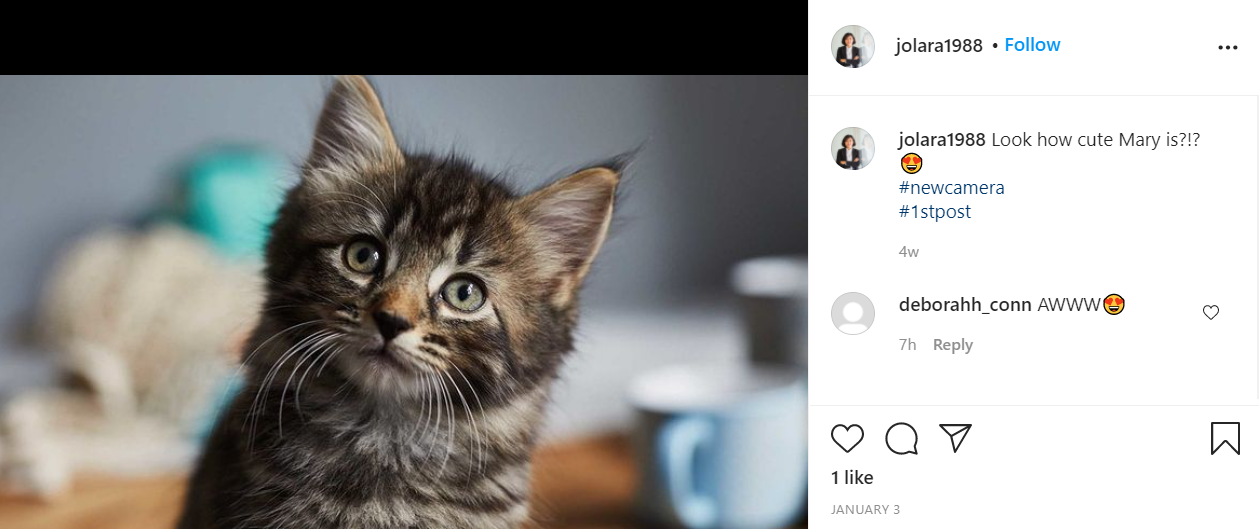 jolara1988 • Follow
jolara1988 Look how cute Mary is?!?
😍
#newcamera
#1stpost
4w
deborahh_conn AWWW😍
7h Reply
1 like
JANUARY 3